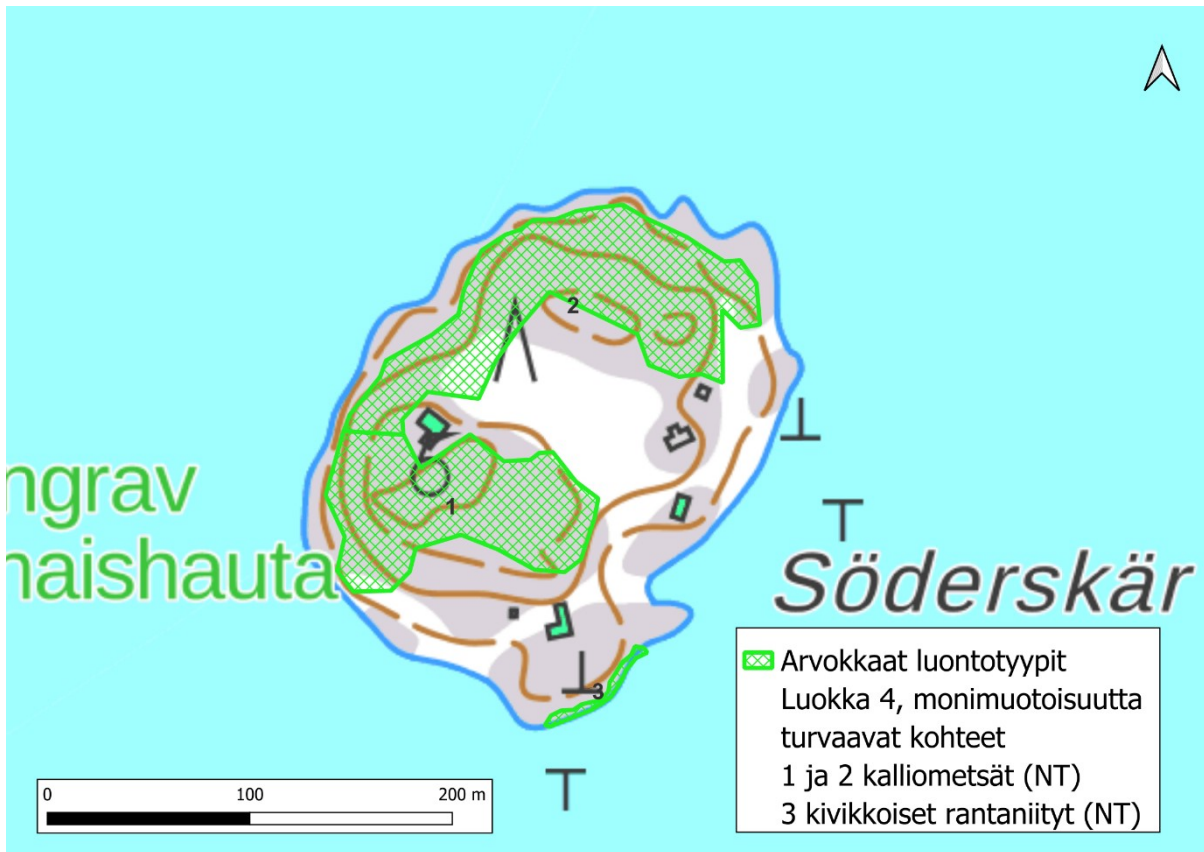 2
1
ngrav
naishauta
Söderskär
3
Arvokkaat luontotyypit
Luokka 4, monimuotoisuutta
turvaavat kohteet
1 ja 2 kalliometsät (NT)
3 kivikkoiset rantaniityt (NT)
0 100 200 m